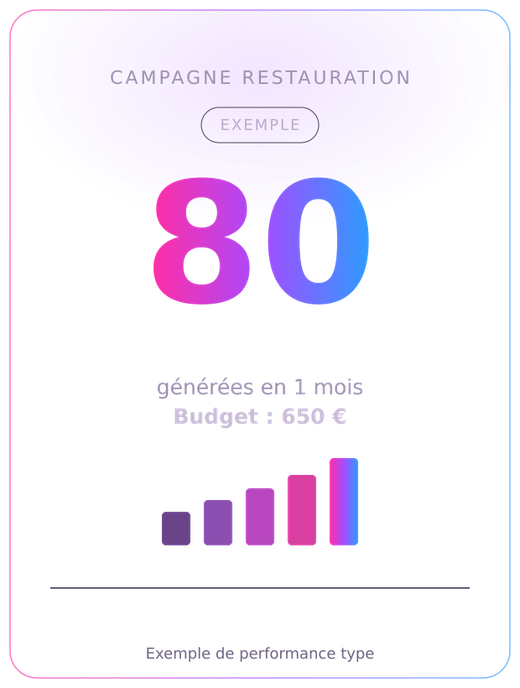 CAMPAGNE RESTAURATION
EXEMPLE
80
générées en 1 mois
Budget : 650 €
Exemple de performance type